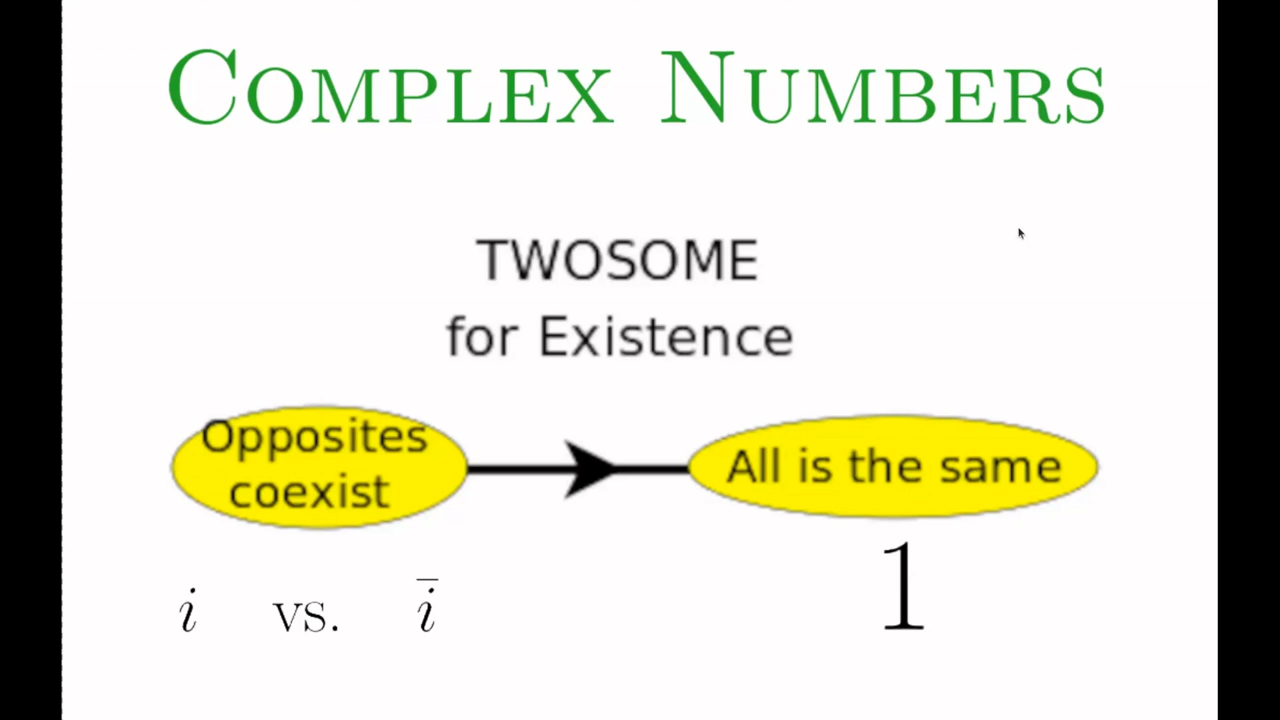 COMPLEX NUMBERS
TWOSOME
for Existence
Opposites
coexist
All is the same
i vs. i̅
1